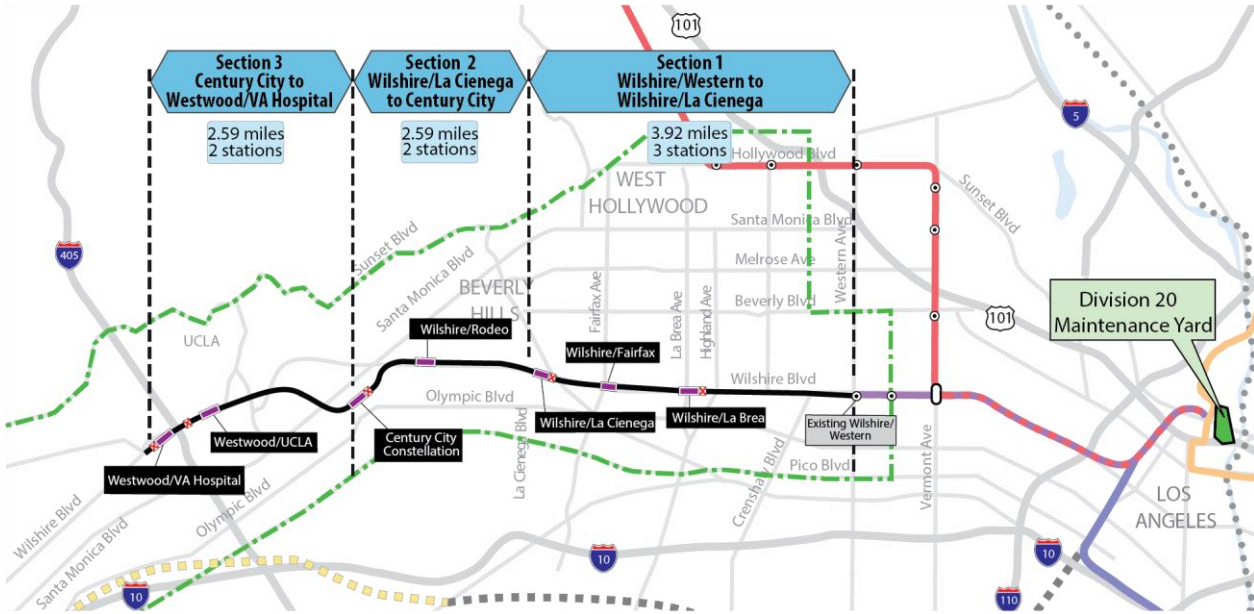 Section 3
Century City to
Westwood/VA Hospital
Section 2
Wilshire/La Cienega
to Century City
Section 1
Wilshire/Western to
Wilshire/La Cienega
2.59 miles
2 stations
2.59 miles
2 stations
3.92 miles
3 stations
101
5
Hollywood Blvd
WEST
HOLLYWOOD
Sunset Blvd
Santa Monica Blvd
Western Ave
405
Sunset Blvd
Santa Monica Blvd
Melrose Ave
BEVERLY
HILLS
Fairfax Ave
La Brea Ave
Highland Ave
Beverly Blvd
101
Division 20
Maintenance Yard
UCLA
Wilshire/Rodeo
Wilshire/Fairfax
Wilshire Blvd
Olympic Blvd
Wilshire/La Cienega
Wilshire/La Brea
Existing Wilshire/
Western
Westwood/UCLA
Century City
Constellation
Westwood/VA Hospital
La Cienega Blvd
Crenshaw Blvd
Pico Blvd
Vermont Ave
LOS
ANGELES
Wilshire Blvd
Santa Monica Blvd
Olympic Blvd
10
10
10
110